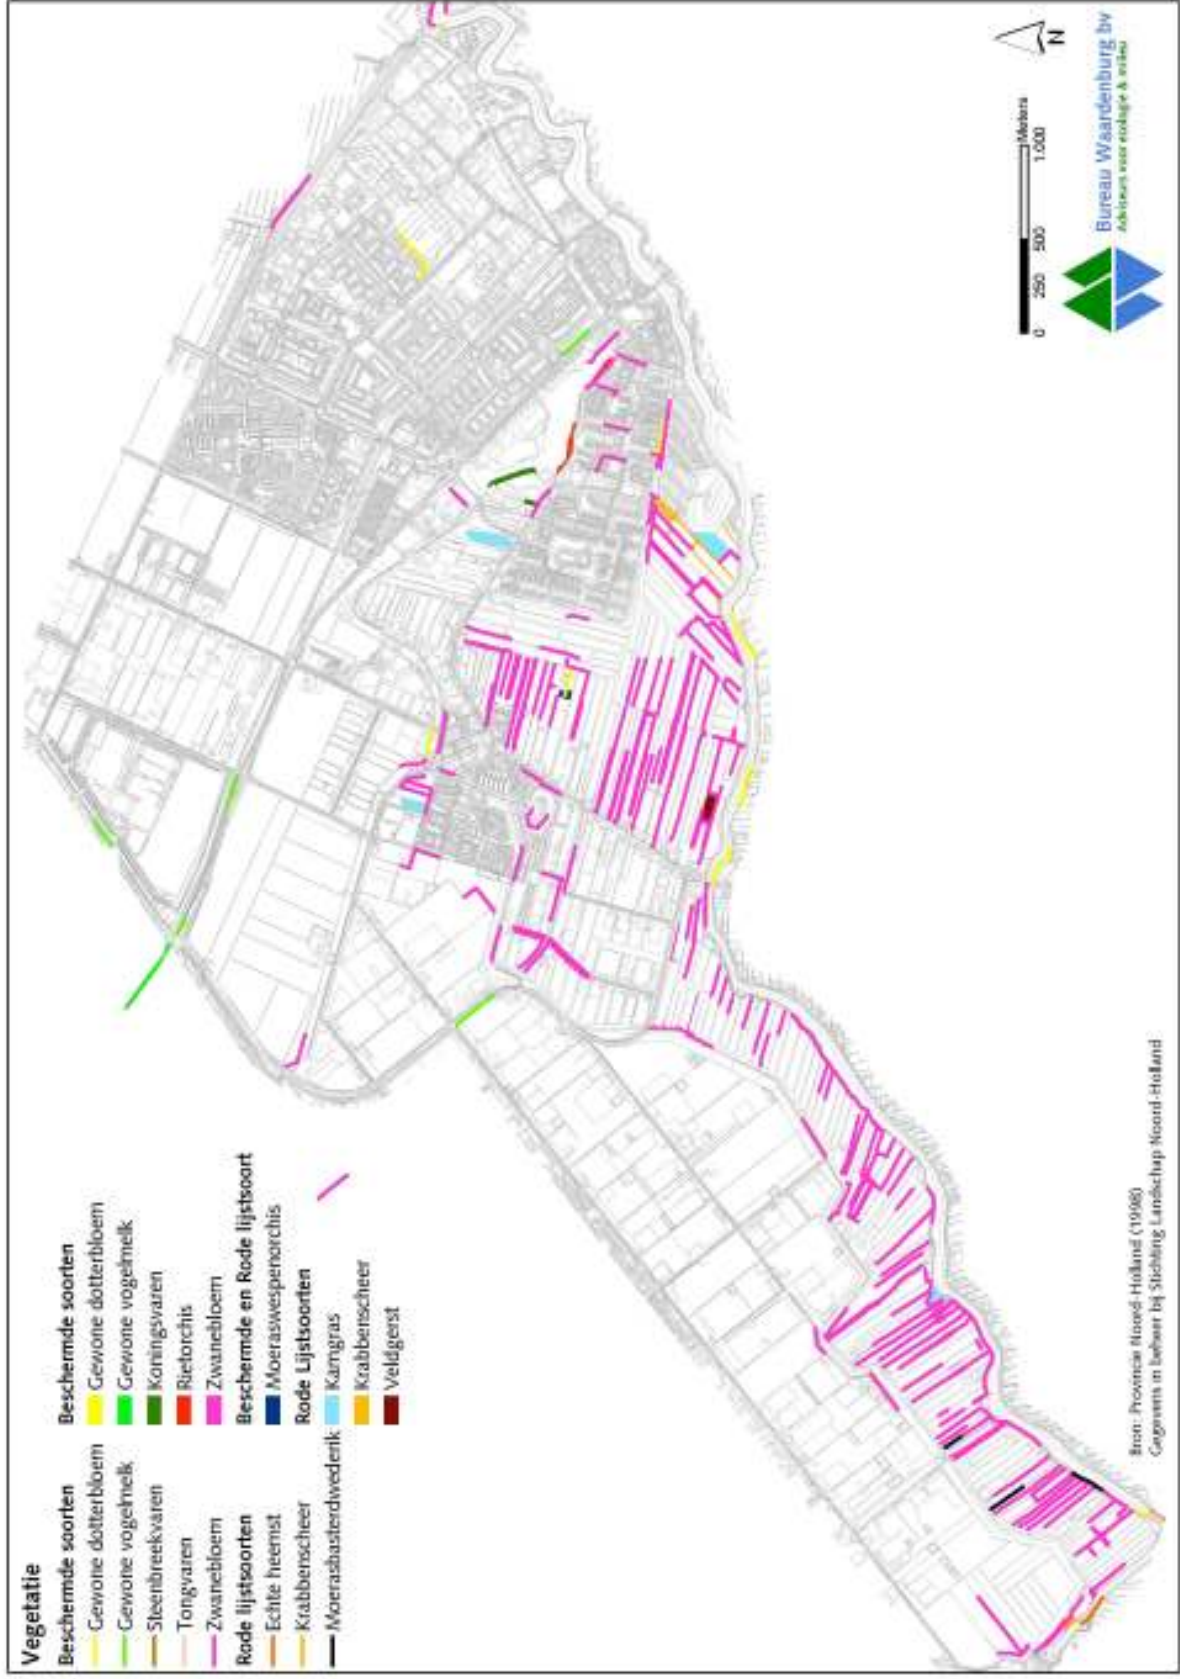 Vegetatie
Beschermde soorten
Gewone dotterbloem
Gewone vogelmelk
Steenbreekvaren
Tongvaren
Zwanebloem
Rode lijstsoorten
Echte heemst
Krabbenscheer
Moerasbasterdwederik
Beschermde soorten
Gewone dotterbloem
Gewone vogelmelk
Koningsvaren
Rietorchis
Zwanebloem
Beschermde en Rode lijstsoort
Moeraswespenorchis
Rode Lijstsoorten
Kamgras
Krabbenscheer
Veldgerst
N
Meters
0 250 500 1.000
Bureau Waardenburg bv
Adviseurs voor ecologie & milieu
Bron: Provincie Noord-Holland (1998)
Gegevens in beheer bij Stichting Landschap Noord-Holland